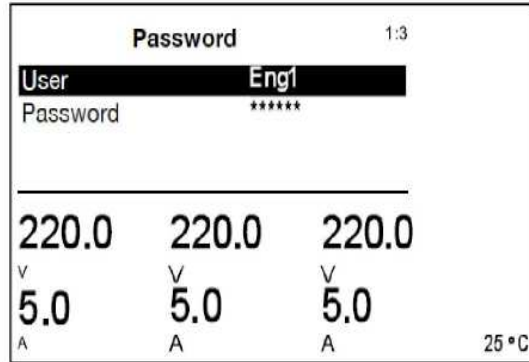 Password 1:3
User Eng1
Password ******
220.0 220.0 220.0
V V V
5.0 5.0 5.0
A A A 25 °C